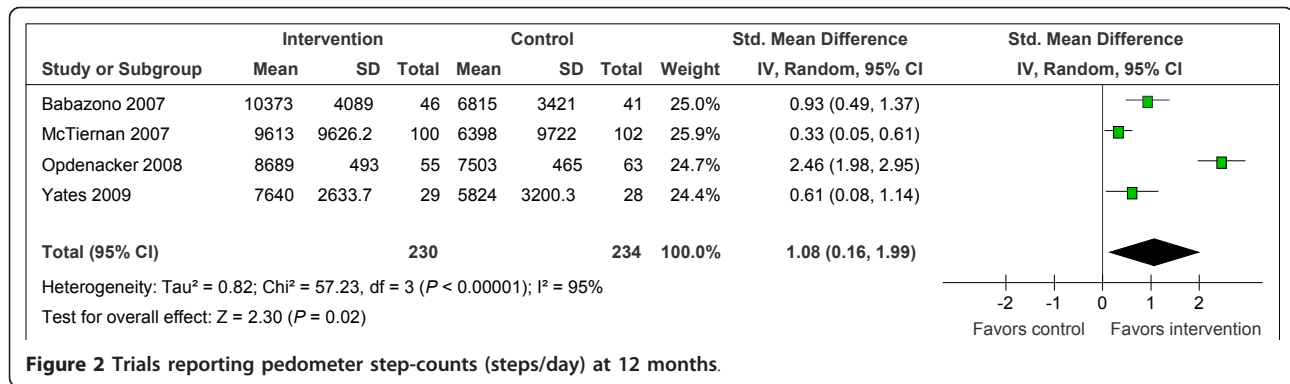 Intervention Control Std. Mean Difference Std. Mean Difference
Study or Subgroup Mean SD Total Mean SD Total Weight IV, Random, 95% CI IV, Random, 95% CI
Babazono 2007 10373 4089 46 6815 3421 41 25.0% 0.93 (0.49, 1.37)
McTiernan 2007 9613 9626.2 100 6398 9722 102 25.9% 0.33 (0.05, 0.61)
Opdenacker 2008 8689 493 55 7503 465 63 24.7% 2.46 (1.98, 2.95)
Yates 2009 7640 2633.7 29 5824 3200.3 28 24.4% 0.61 (0.08, 1.14)
Total (95% CI) 230 234 100.0% 1.08 (0.16, 1.99)
Heterogeneity: Tau² = 0.82; Chi² = 57.23, df = 3 (P < 0.00001); I² = 95%
Test for overall effect: Z = 2.30 (P = 0.02)
-2 -1 0 1 2
Favors control Favors intervention
Figure 2 Trials reporting pedometer step-counts (steps/day) at 12 months.